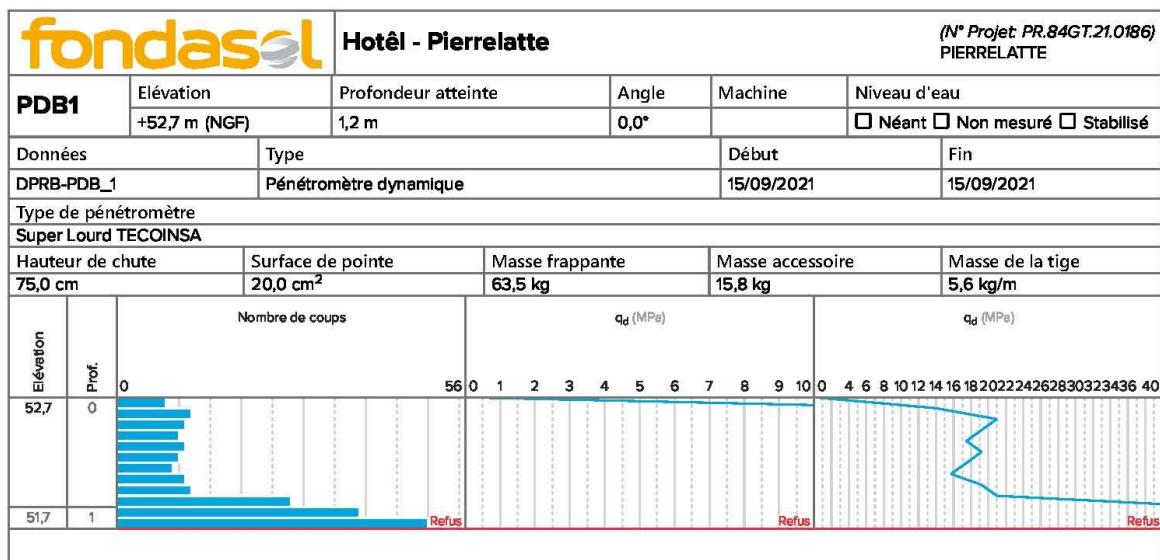 fondasol
Hotêl - Pierrelatte
(N° Projet: PR.84GT.21.0186)
PIERRELATTE
PDB1
Elévation
Profondeur atteinte
Angle
Machine
Niveau d'eau
+52,7 m (NGF)
1,2 m
0,0°
☐ Néant ☐ Non mesuré ☐ Stabilisé
Données
Type
Début
Fin
DPRB-PDB_1
Pénétromètre dynamique
15/09/2021
15/09/2021
Type de pénétromètre
Super Lourd TECOINSA
Hauteur de chute
Surface de pointe
Masse frappante
Masse accessoire
Masse de la tige
75,0 cm
20,0 cm²
63,5 kg
15,8 kg
5,6 kg/m
Elévation
Prof.
Nombre de coups
qd (MPa)
qd (MPa)
0 56
0 1 2 3 4 5 6 7 8 9 10
0 4 6 8 10 12 14 16 18 20 22 24 26 28 30 32 34 36 40
52,7 0
51,7 1
Refus
Refus
Refus